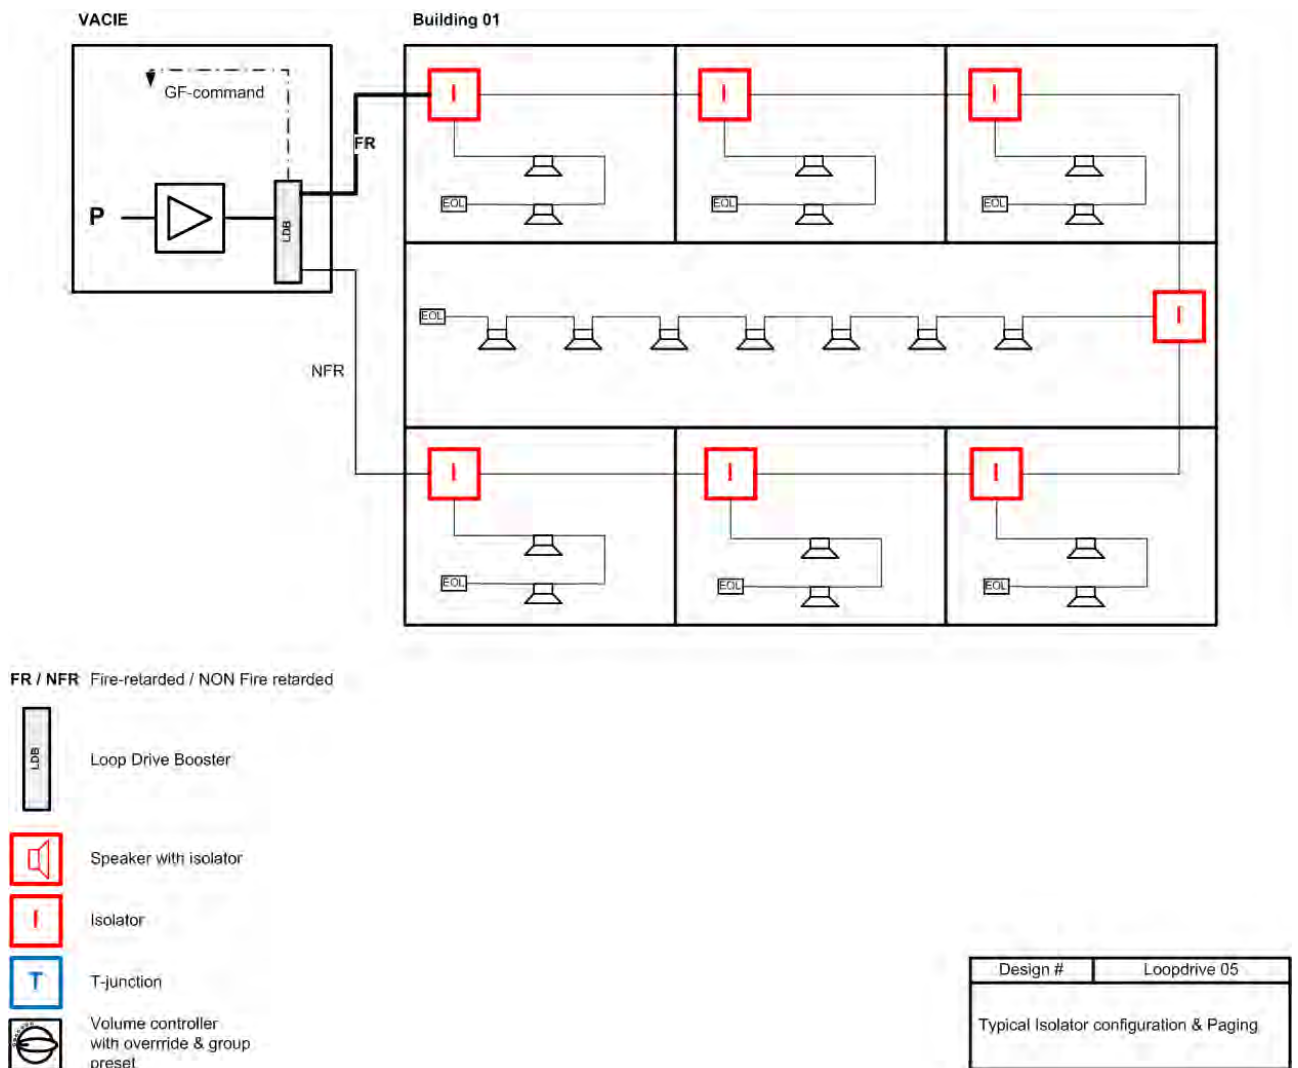 VACIE
Building 01
GF-command
FR
P
LDB
NFR
I
I
I
EOL
EOL
EOL
EOL
I
I
I
I
EOL
EOL
EOL
FR / NFR Fire-retarded / NON Fire retarded
LDB
Loop Drive Booster
Speaker with isolator
I
Isolator
T
T-junction
Volume controller
with overrride & group
preset
Design # Loopdrive 05
Typical Isolator configuration & Paging